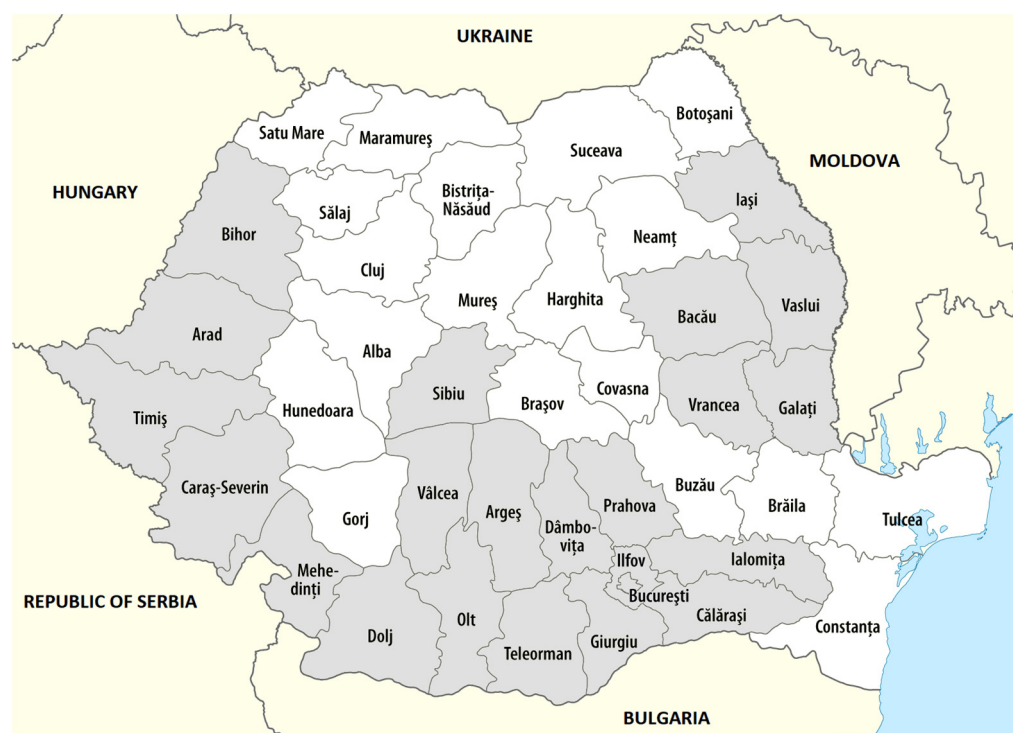 UKRAINE
Botoşani
Satu Mare
Maramureş
Suceava
MOLDOVA
HUNGARY
Bistriţa-
Năsăud
Iaşi
Sălaj
Bihor
Neamţ
Cluj
Mureş
Harghita
Vaslui
Bacău
Arad
Alba
Sibiu
Covasna
Braşov
Vrancea
Galaţi
Hunedoara
Timiş
Caraş-Severin
Vâlcea
Buzău
Prahova
Brăila
Argeş
Gorj
Tulcea
Dâmbo-
viţa
Ilfov
Ialomiţa
Mehe-
dinţi
Bucureşti
REPUBLIC OF SERBIA
Călăraşi
Olt
Constanţa
Dolj
Giurgiu
Teleorman
BULGARIA